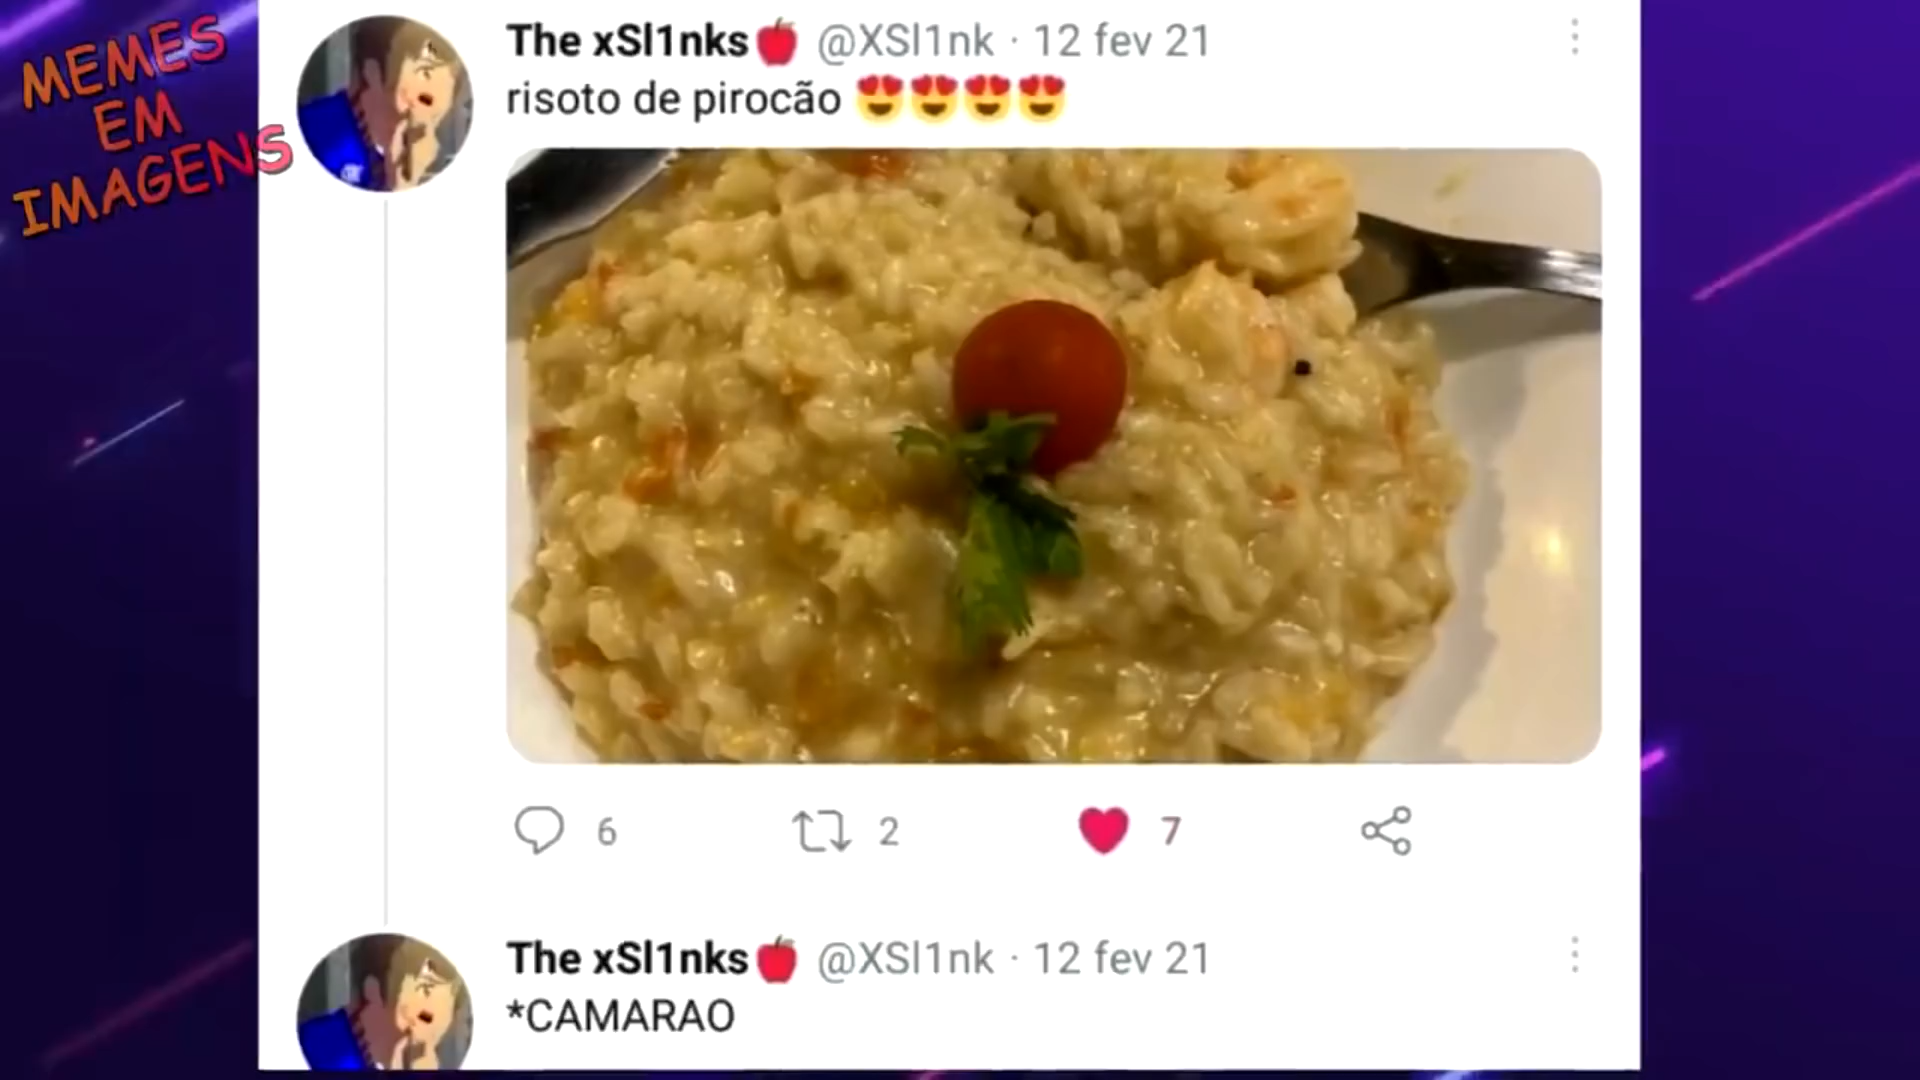 MEMES
EM
IMAGENS
The xSl1nks🍎 @XSl1nk · 12 fev 21
risoto de pirocão 😍😍😍😍
6 2 7
The xSl1nks🍎 @XSl1nk · 12 fev 21
*CAMARAO